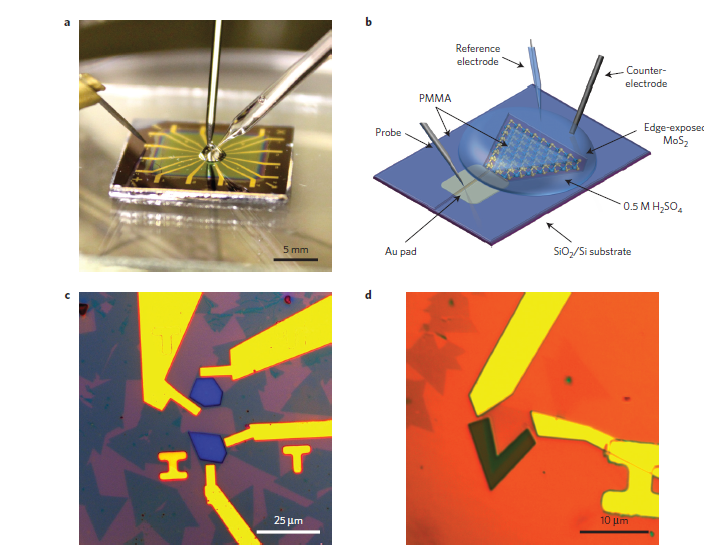 a
5 mm
b
Reference
electrode
Counter-
electrode
PMMA
Probe
Edge-exposed
MoS₂
0.5 M H₂SO₄
Au pad
SiO₂/Si substrate
c
25 µm
d
10 µm